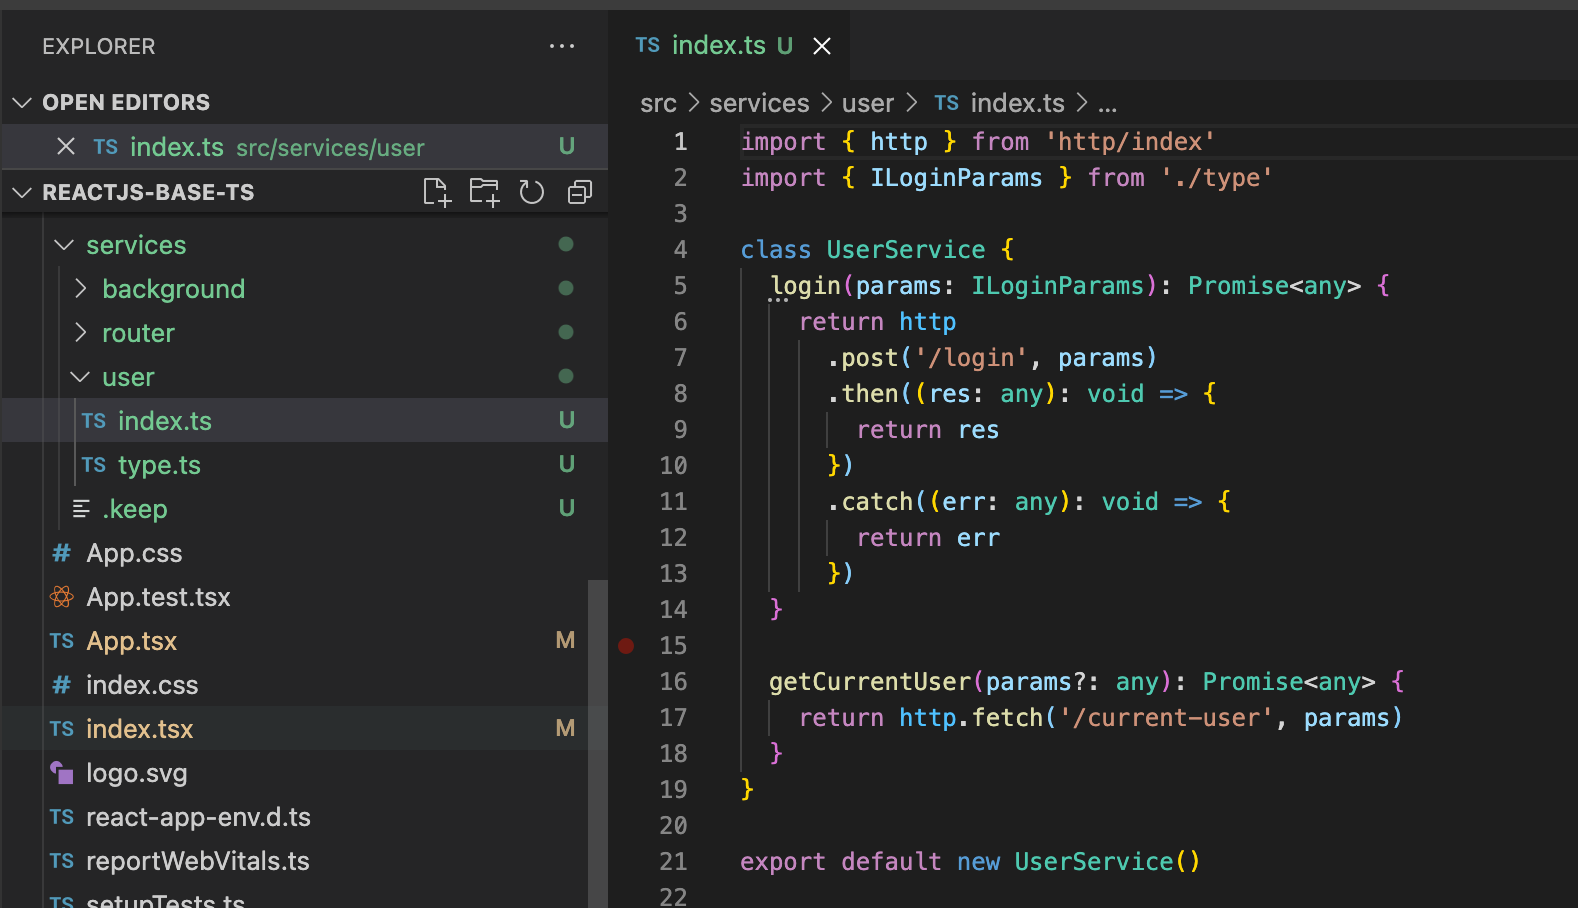 EXPLORER
OPEN EDITORS
TS index.ts src/services/user U
REACTJS-BASE-TS
services
background
router
user
TS index.ts U
TS type.ts U
.keep U
# App.css
App.test.tsx
TS App.tsx M
# index.css
TS index.tsx M
logo.svg
TS react-app-env.d.ts
TS reportWebVitals.ts
TS setupTests.ts
TS index.ts U
src > services > user > TS index.ts > ...
1 import { http } from 'http/index'
2 import { ILoginParams } from './type'
3
4 class UserService {
5 login(params: ILoginParams): Promise<any> {
6 return http
7 .post('/login', params)
8 .then((res: any): void => {
9 return res
10 })
11 .catch((err: any): void => {
12 return err
13 })
14 }
15
16 getCurrentUser(params?: any): Promise<any> {
17 return http.fetch('/current-user', params)
18 }
19 }
20
21 export default new UserService()
22